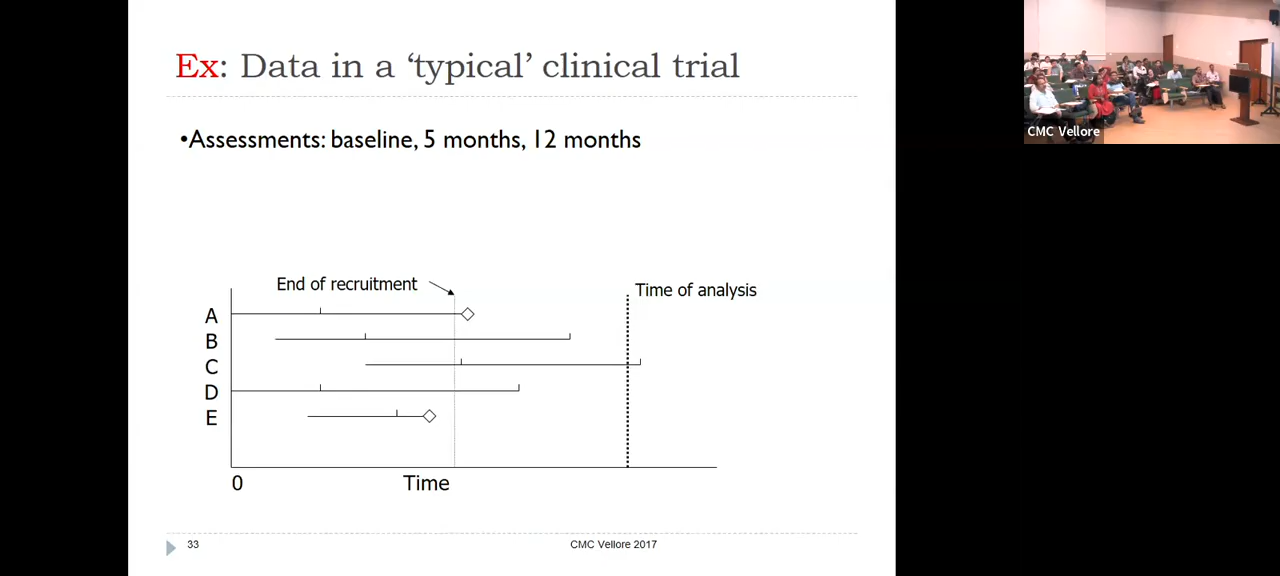 Ex: Data in a ‘typical’ clinical trial
•Assessments: baseline, 5 months, 12 months
CMC Vellore
End of recruitment
Time of analysis
A
B
C
D
E
0
Time
33
CMC Vellore 2017